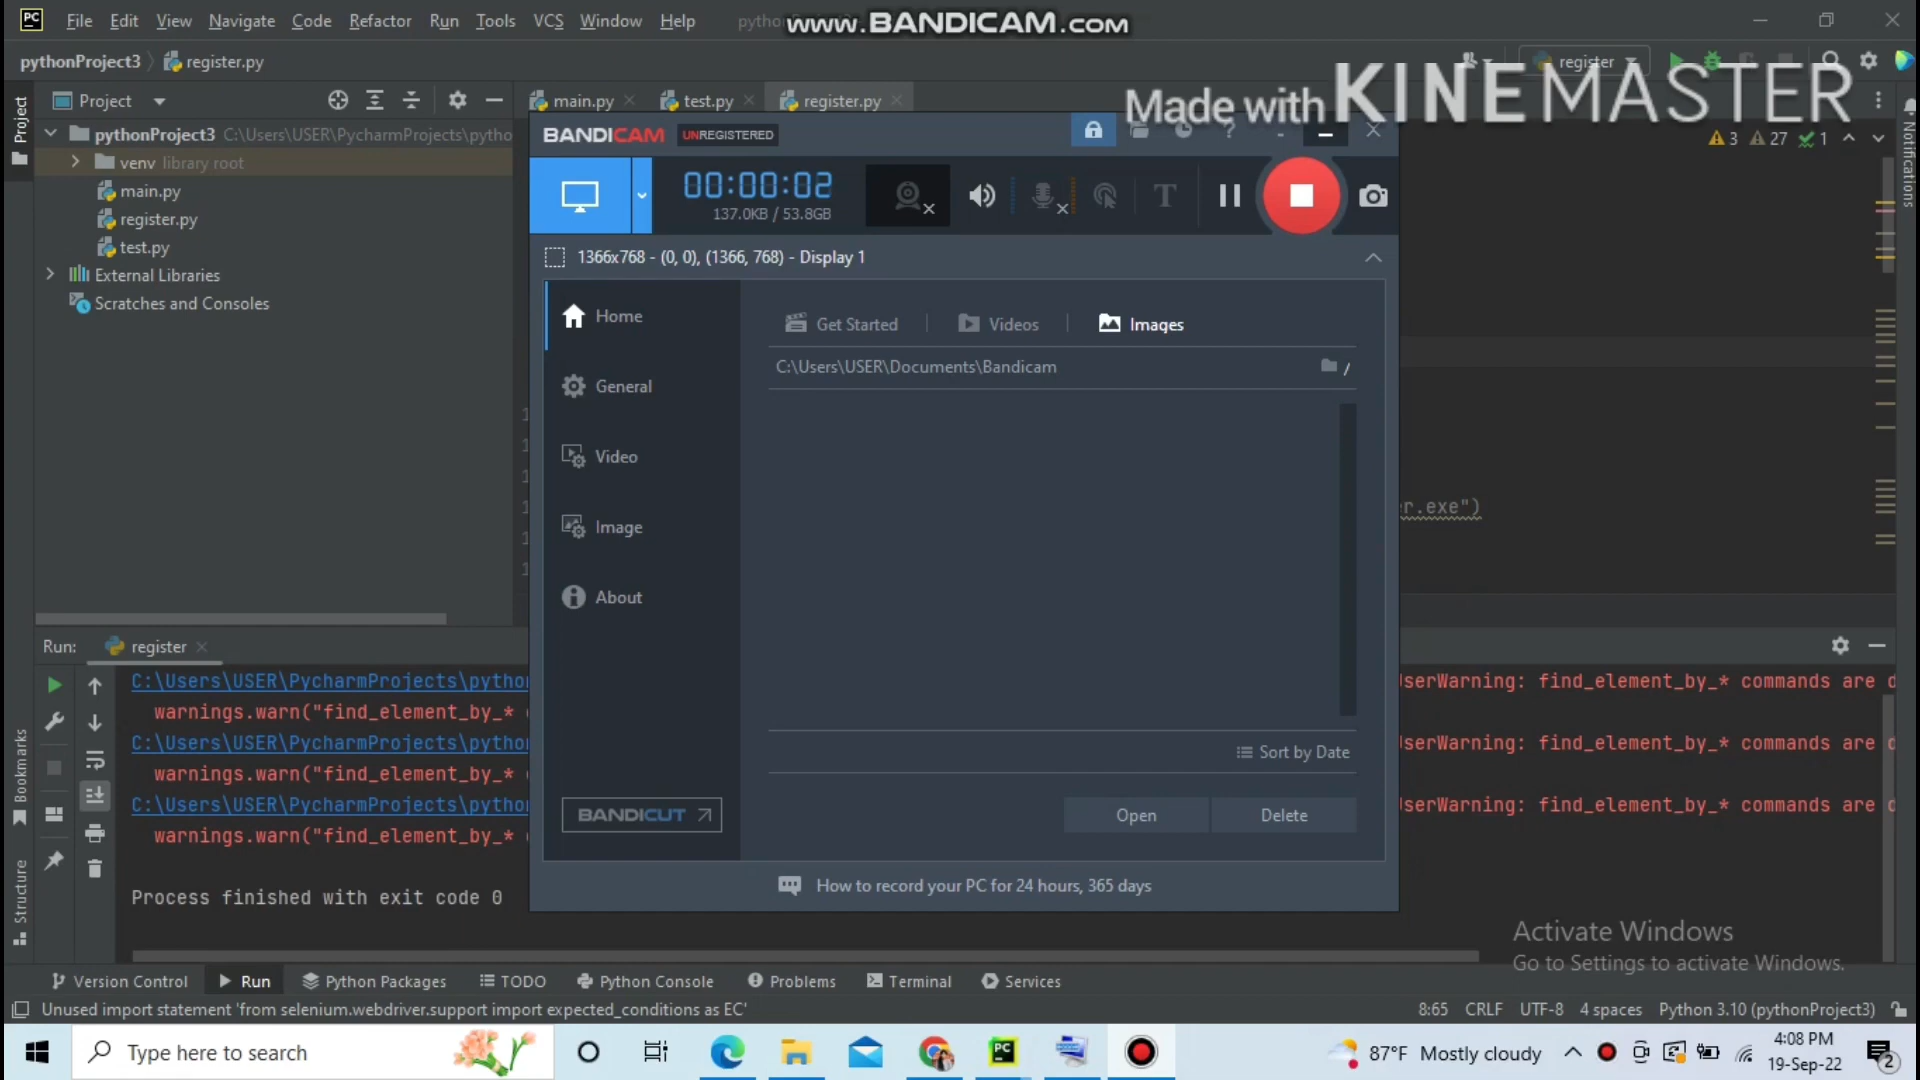 File Edit View Navigate Code Refactor Run Tools VCS Window Help
www.BANDICAM.com
pythonProject3 register.py
register
Made with KINEMASTER
Project
Project
main.py
test.py
register.py
Notifications
3 27 1
pythonProject3 C:\Users\USER\PycharmProjects\pytho
venv library root
main.py
register.py
test.py
External Libraries
Scratches and Consoles
BANDICAM UNREGISTERED
00:00:02
137.0KB / 53.8GB
T
1366x768 - (0, 0), (1366, 768) - Display 1
Home
General
Video
Image
About
BANDICUT
Get Started
Videos
Images
C:\Users\USER\Documents\Bandicam
/
Sort by Date
Open
Delete
How to record your PC for 24 hours, 365 days
r.exe")
Run: register
C:\Users\USER\PycharmProjects\pytho
UserWarning: find_element_by_* commands are d
warnings.warn("find_element_by_*
C:\Users\USER\PycharmProjects\pytho
UserWarning: find_element_by_* commands are d
warnings.warn("find_element_by_*
C:\Users\USER\PycharmProjects\pytho
UserWarning: find_element_by_* commands are d
warnings.warn("find_element_by_*
Process finished with exit code 0
Bookmarks
Structure
Activate Windows
Go to Settings to activate Windows.
Version Control
Run
Python Packages
TODO
Python Console
Problems
Terminal
Services
Unused import statement 'from selenium.webdriver.support import expected_conditions as EC'
8:65 CRLF UTF-8 4 spaces Python 3.10 (pythonProject3)
Type here to search
87°F Mostly cloudy
4:08 PM
19-Sep-22
2